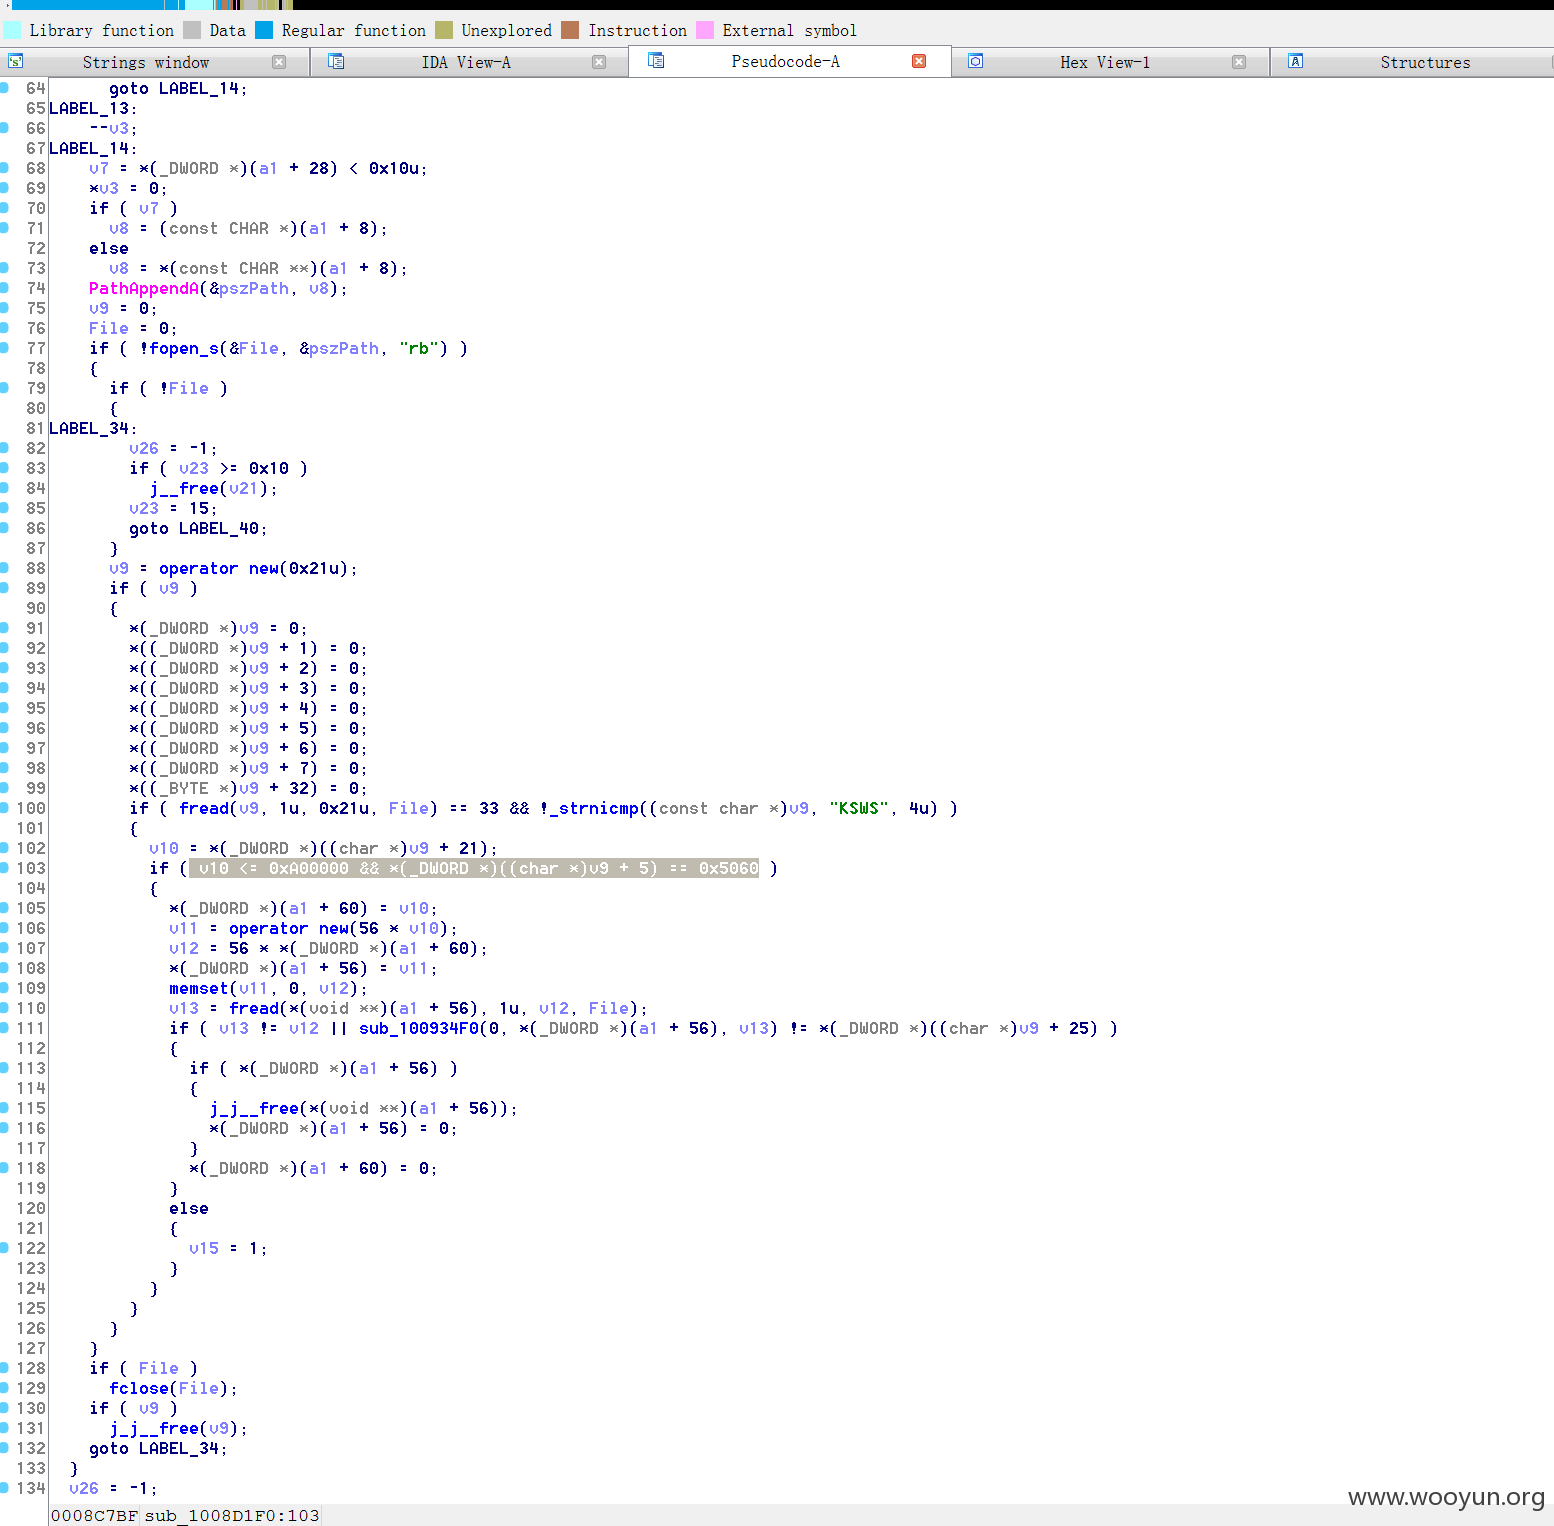 Library function Data Regular function Unexplored Instruction External symbol
Strings window IDA View-A Pseudocode-A Hex View-1 Structures
64 goto LABEL_14;
65 LABEL_13:
66 --v3;
67 LABEL_14:
68 v7 = *(_DWORD *)(a1 + 28) < 0x10u;
69 *v3 = 0;
70 if ( v7 )
71 v8 = (const CHAR *)(a1 + 8);
72 else
73 v8 = *(const CHAR **)(a1 + 8);
74 PathAppendA(&pszPath, v8);
75 v9 = 0;
76 File = 0;
77 if ( !fopen_s(&File, &pszPath, "rb") )
78 {
79 if ( !File )
80 {
81 LABEL_34:
82 v26 = -1;
83 if ( v23 >= 0x10 )
84 j__free(v21);
85 v23 = 15;
86 goto LABEL_40;
87 }
88 v9 = operator new(0x21u);
89 if ( v9 )
90 {
91 *(_DWORD *)v9 = 0;
92 *((_DWORD *)v9 + 1) = 0;
93 *((_DWORD *)v9 + 2) = 0;
94 *((_DWORD *)v9 + 3) = 0;
95 *((_DWORD *)v9 + 4) = 0;
96 *((_DWORD *)v9 + 5) = 0;
97 *((_DWORD *)v9 + 6) = 0;
98 *((_DWORD *)v9 + 7) = 0;
99 *((_BYTE *)v9 + 32) = 0;
100 if ( fread(v9, 1u, 0x21u, File) == 33 && !_strnicmp((const char *)v9, "KSWS", 4u) )
101 {
102 v10 = *(_DWORD *)((char *)v9 + 21);
103 if ( v10 <= 0xA00000 && *(_DWORD *)((char *)v9 + 5) == 0x5060 )
104 {
105 *(_DWORD *)(a1 + 60) = v10;
106 v11 = operator new(56 * v10);
107 v12 = 56 * *(_DWORD *)(a1 + 60);
108 *(_DWORD *)(a1 + 56) = v11;
109 memset(v11, 0, v12);
110 v13 = fread(*(void **)(a1 + 56), 1u, v12, File);
111 if ( v13 != v12 || sub_100934F0(0, *(_DWORD *)(a1 + 56), v13) != *(_DWORD *)((char *)v9 + 25) )
112 {
113 if ( *(_DWORD *)(a1 + 56) )
114 {
115 j_j__free(*(void **)(a1 + 56));
116 *(_DWORD *)(a1 + 56) = 0;
117 }
118 *(_DWORD *)(a1 + 60) = 0;
119 }
120 else
121 {
122 v15 = 1;
123 }
124 }
125 }
126 }
127 }
128 if ( File )
129 fclose(File);
130 if ( v9 )
131 j_j__free(v9);
132 goto LABEL_34;
133 }
134 v26 = -1;
www.wooyun.org
0008C7BF sub_1008D1F0:103